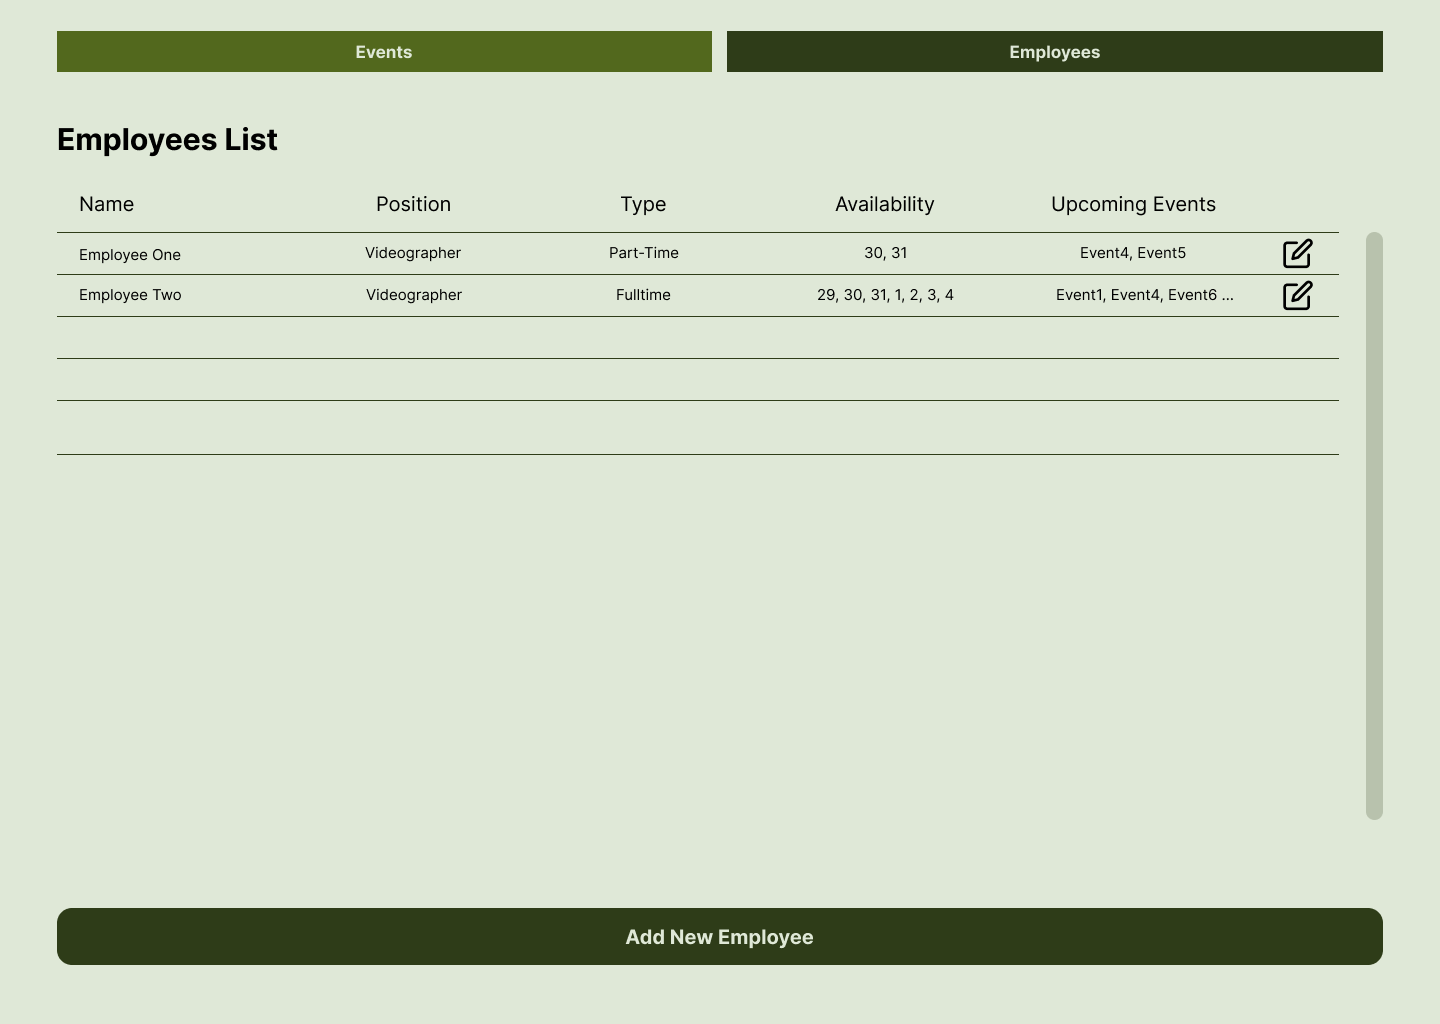 Events Employees
Employees List
Name Position Type Availability Upcoming Events
Employee One Videographer Part-Time 30, 31 Event4, Event5
Employee Two Videographer Fulltime 29, 30, 31, 1, 2, 3, 4 Event1, Event4, Event6 ...
Add New Employee